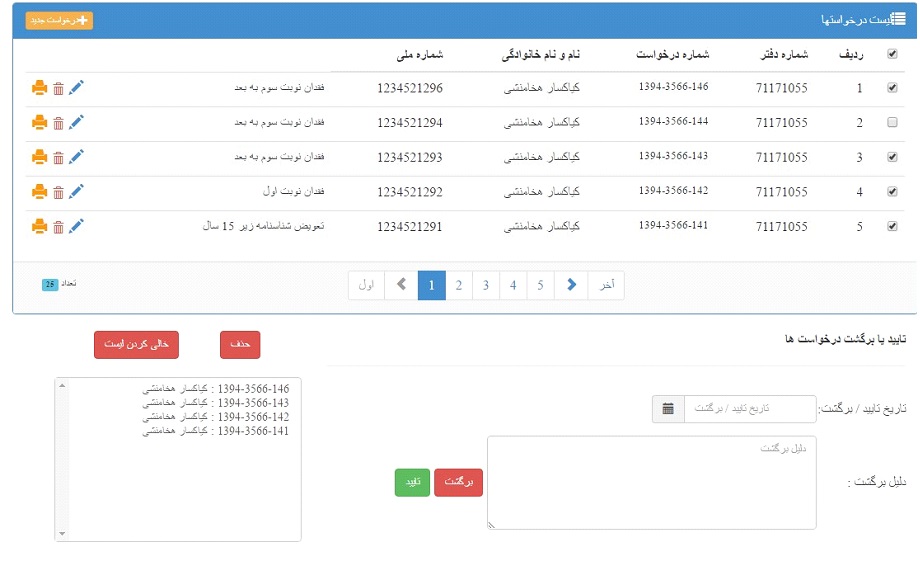 لیست درخواستها
درخواست جدید
ردیف شماره دفتر شماره درخواست نام و نام خانوادگی شماره ملی
1 71171055 1394-3566-146 کیاکسار هخامنشی 1234521296 فقدان نوبت سوم به بعد
2 71171055 1394-3566-144 کیاکسار هخامنشی 1234521294 فقدان نوبت سوم به بعد
3 71171055 1394-3566-143 کیاکسار هخامنشی 1234521293 فقدان نوبت سوم به بعد
4 71171055 1394-3566-142 کیاکسار هخامنشی 1234521292 فقدان نوبت اول
5 71171055 1394-3566-141 کیاکسار هخامنشی 1234521291 تعویض شناسنامه زیر 15 سال
آخر 5 4 3 2 1 اول
تعداد 25
تایید یا برگشت درخواست ها
تاریخ تایید / برگشت:
تاریخ تایید / برگشت
دلیل برگشت :
دلیل برگشت
برگشت تایید
حذف خالی کردن لیست
1394-3566-146 : کیاکسار هخامنشی
1394-3566-143 : کیاکسار هخامنشی
1394-3566-142 : کیاکسار هخامنشی
1394-3566-141 : کیاکسار هخامنشی